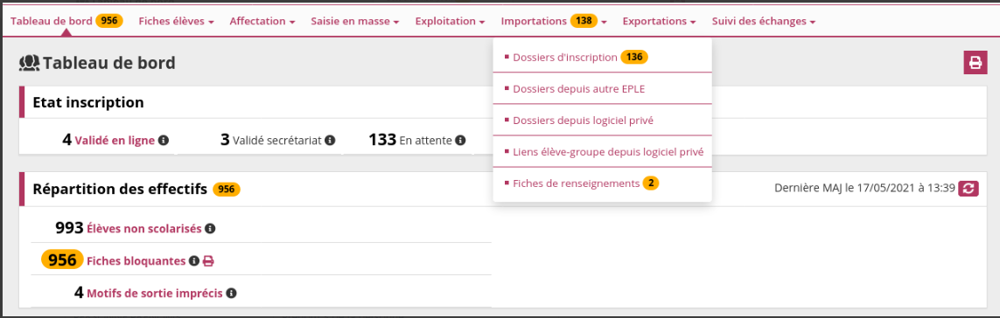 Tableau de bord 956 Fiches élèves Affectation Saisie en masse Exploitation Importations 138 Exportations Suivi des échanges
Tableau de bord
Dossiers d'inscription 136
Dossiers depuis autre EPLE
Dossiers depuis logiciel privé
Liens élève-groupe depuis logiciel privé
Fiches de renseignements 2
Etat inscription
4 Validé en ligne 3 Validé secrétariat 133 En attente
Répartition des effectifs 956 Dernière MAJ le 17/05/2021 à 13:39
993 Élèves non scolarisés
956 Fiches bloquantes
4 Motifs de sortie imprécis